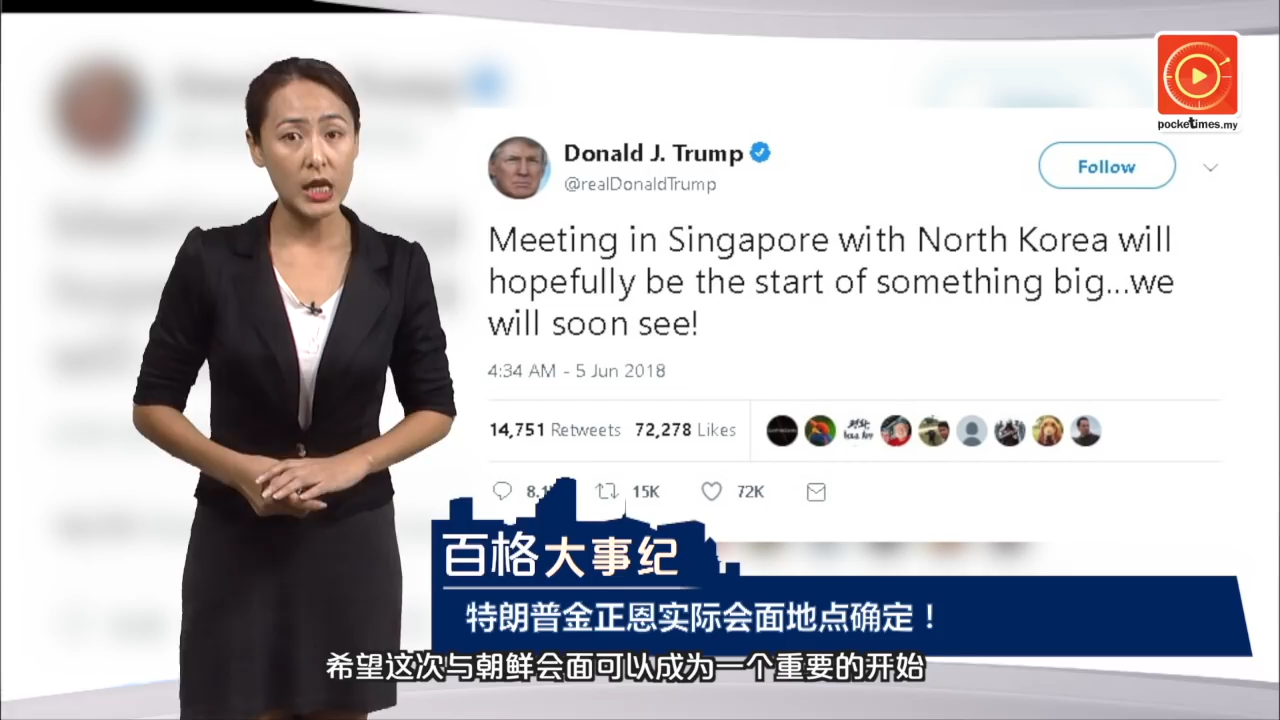 pocketimes.my
Donald J. Trump
@realDonaldTrump
Follow
Meeting in Singapore with North Korea will
hopefully be the start of something big...we
will soon see!
4:34 AM - 5 Jun 2018
14,751 Retweets 72,278 Likes
15K 72K
百格大事纪
特朗普金正恩实际会面地点确定！
希望这次与朝鲜会面可以成为一个重要的开始